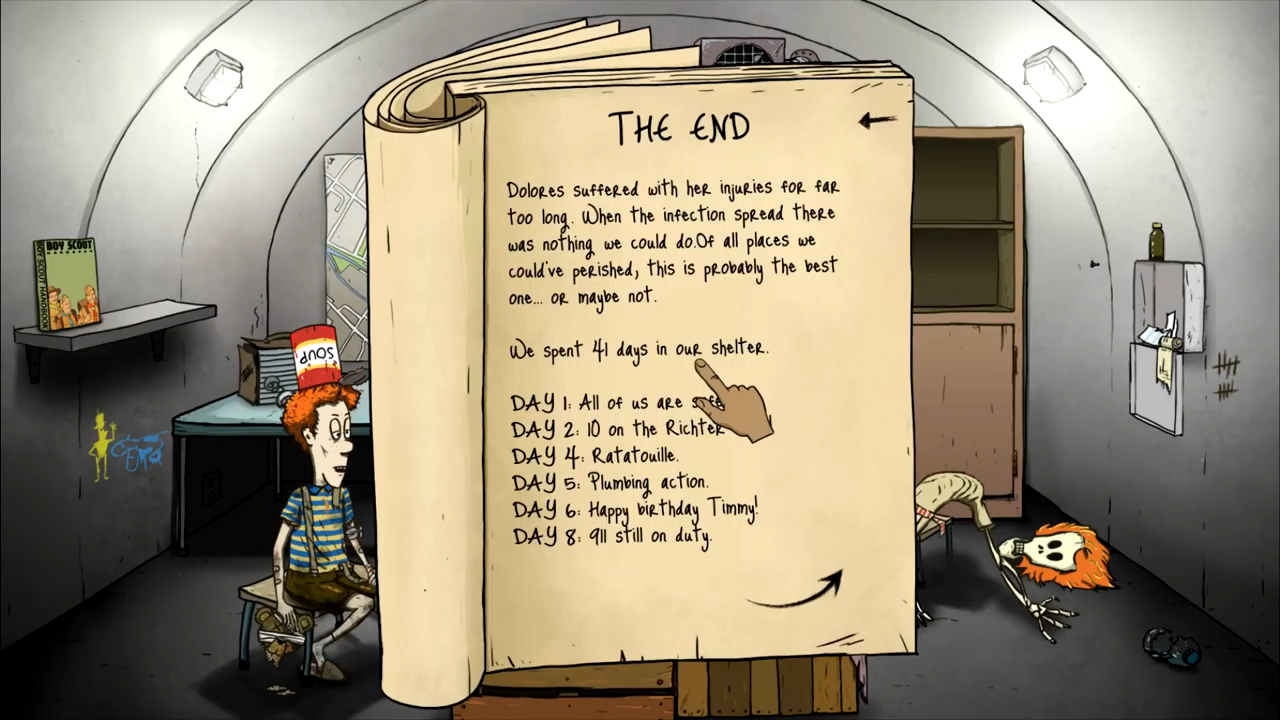 THE END
Dolores suffered with her injuries for far
too long. When the infection spread there
was nothing we could do.Of all places we
could've perished, this is probably the best
one... or maybe not.
We spent 41 days in our shelter.
DAY 1: All of us are safe
DAY 2: 10 on the Richter
DAY 4: Ratatouille.
DAY 5: Plumbing action.
DAY 6: Happy birthday Timmy!
DAY 8: 911 still on duty.
BOY SCOUT
BOY SCOUT HANDBOOK
SOUP